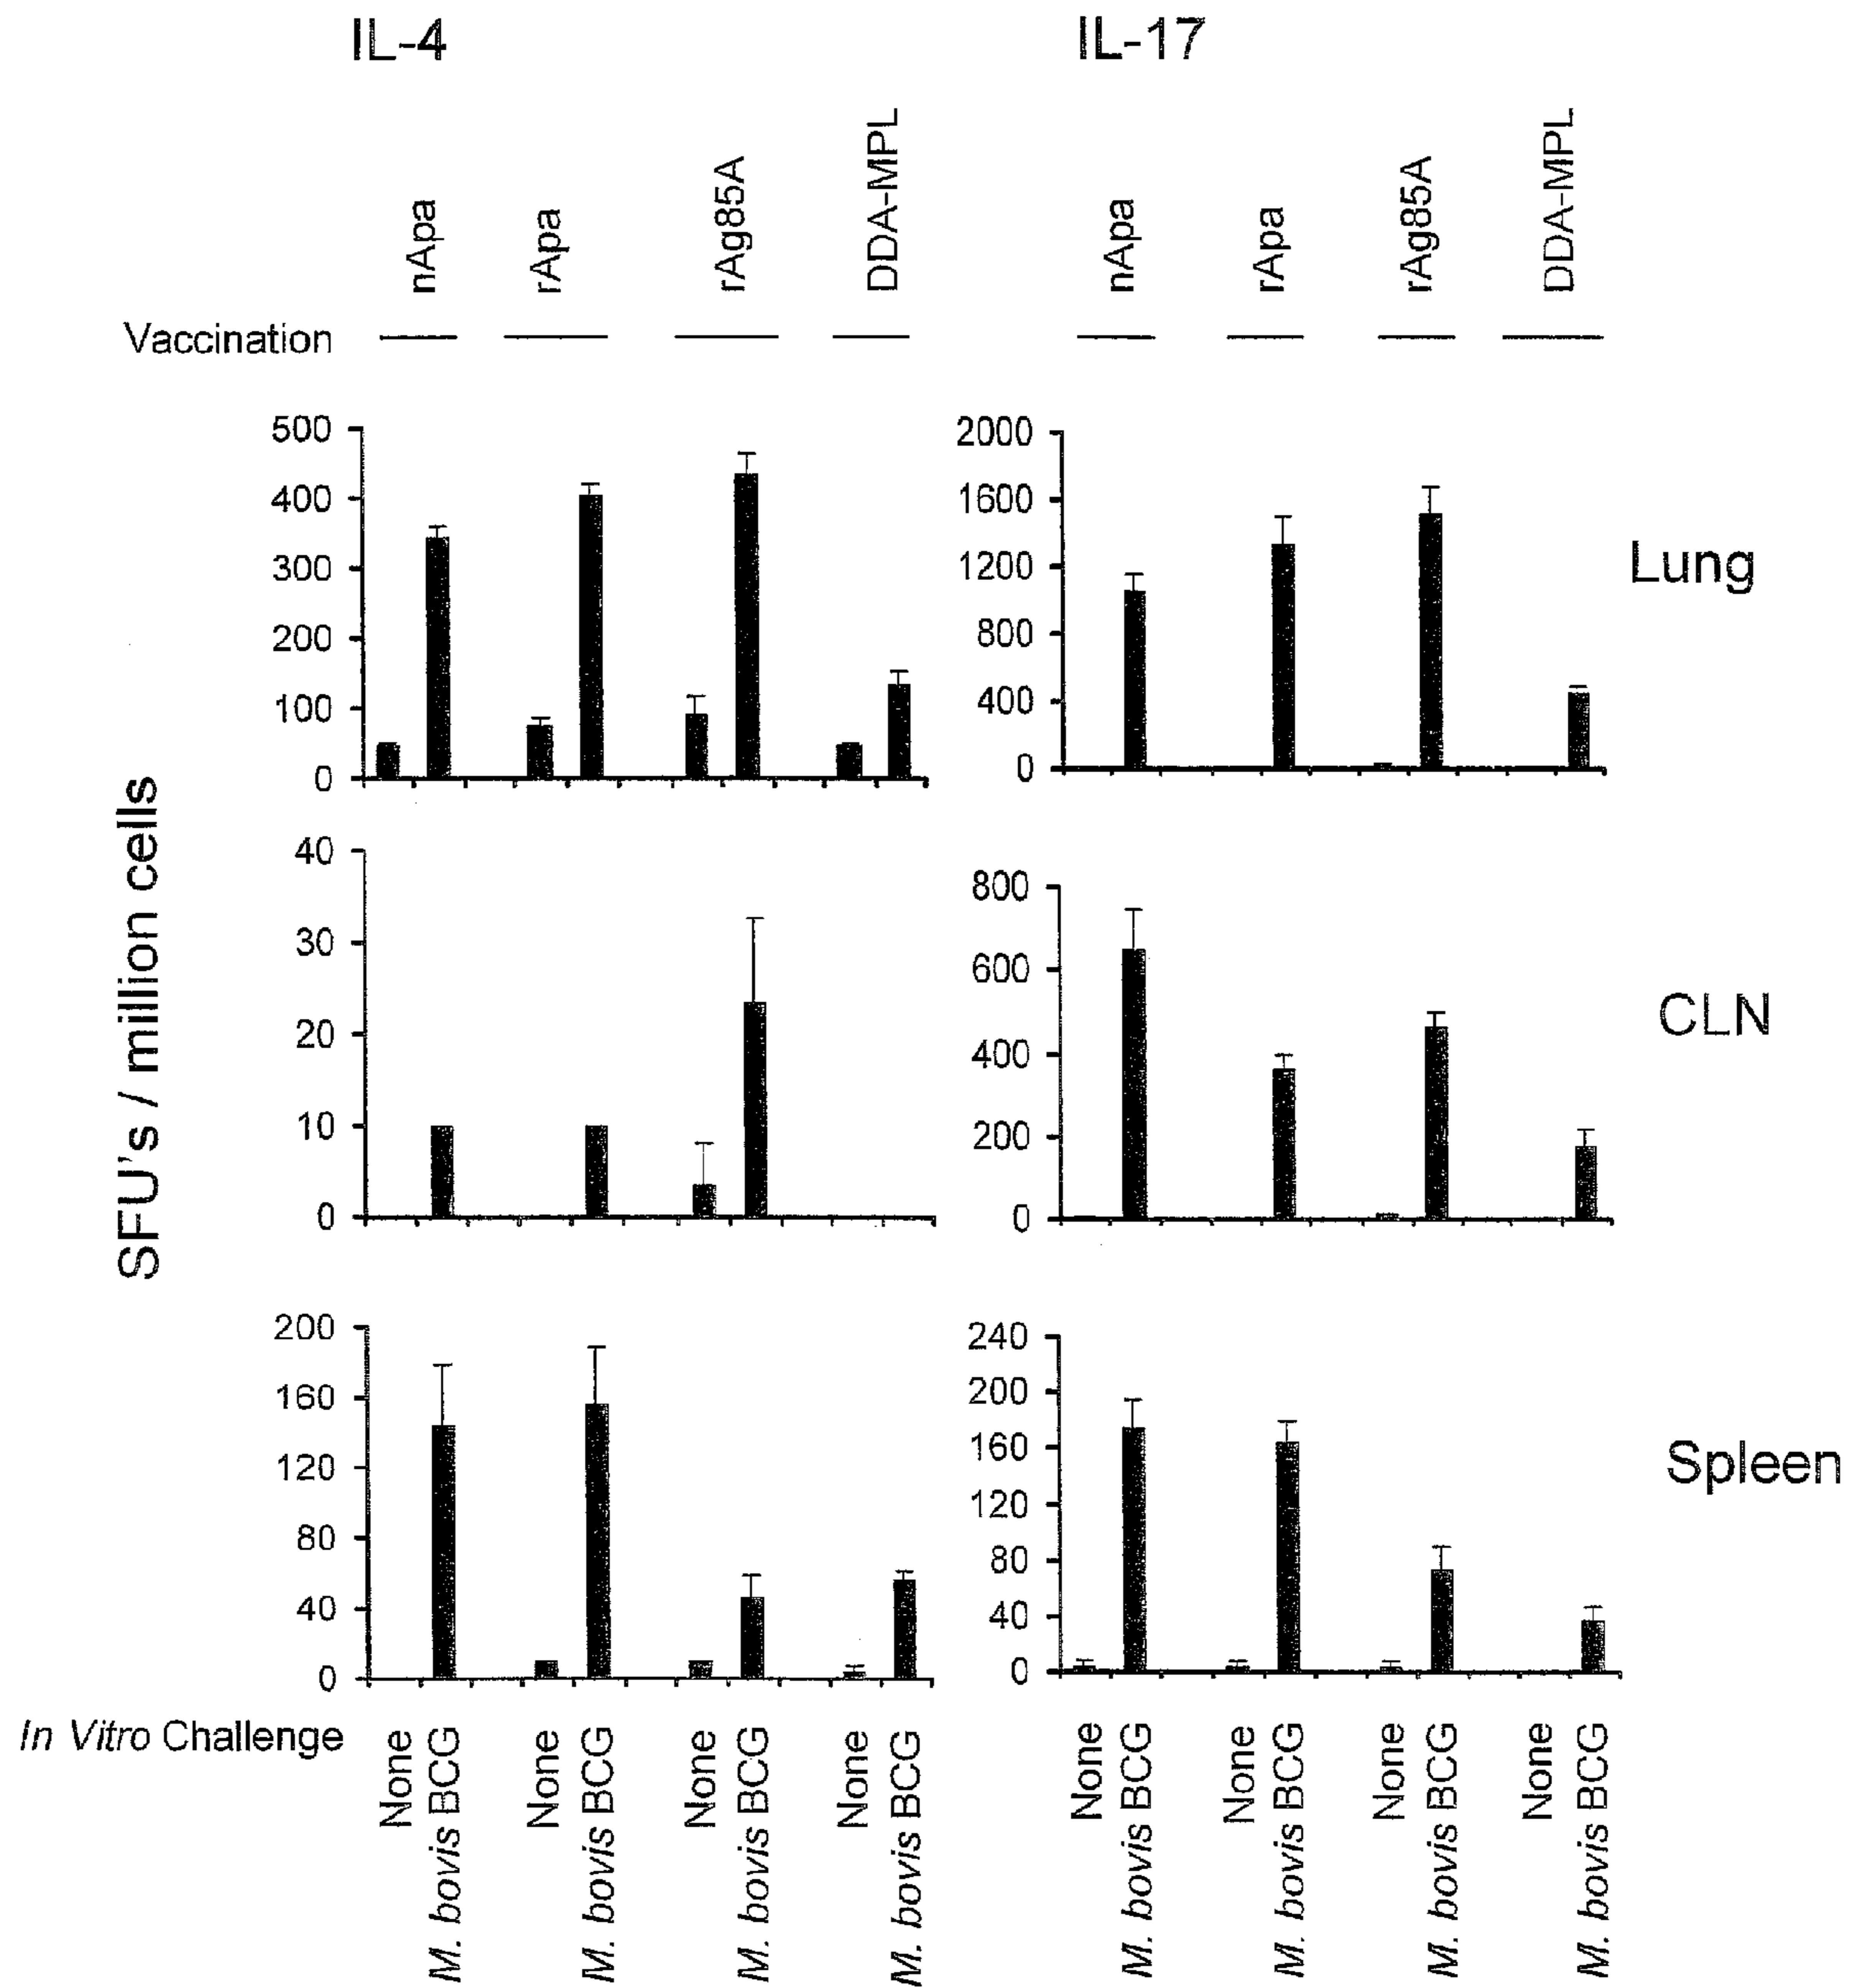 IL-4
IL-17
nApa
rApa
rAg85A
DDA-MPL
nApa
rApa
rAg85A
DDA-MPL
Vaccination
SFU's / million cells
500
400
300
200
100
0
2000
1600
1200
800
400
0
Lung
40
30
20
10
0
800
600
400
200
0
CLN
200
160
120
80
40
0
240
200
160
120
80
40
0
Spleen
In Vitro Challenge
None
M. bovis BCG
None
M. bovis BCG
None
M. bovis BCG
None
M. bovis BCG
None
M. bovis BCG
None
M. bovis BCG
None
M. bovis BCG
None
M. bovis BCG